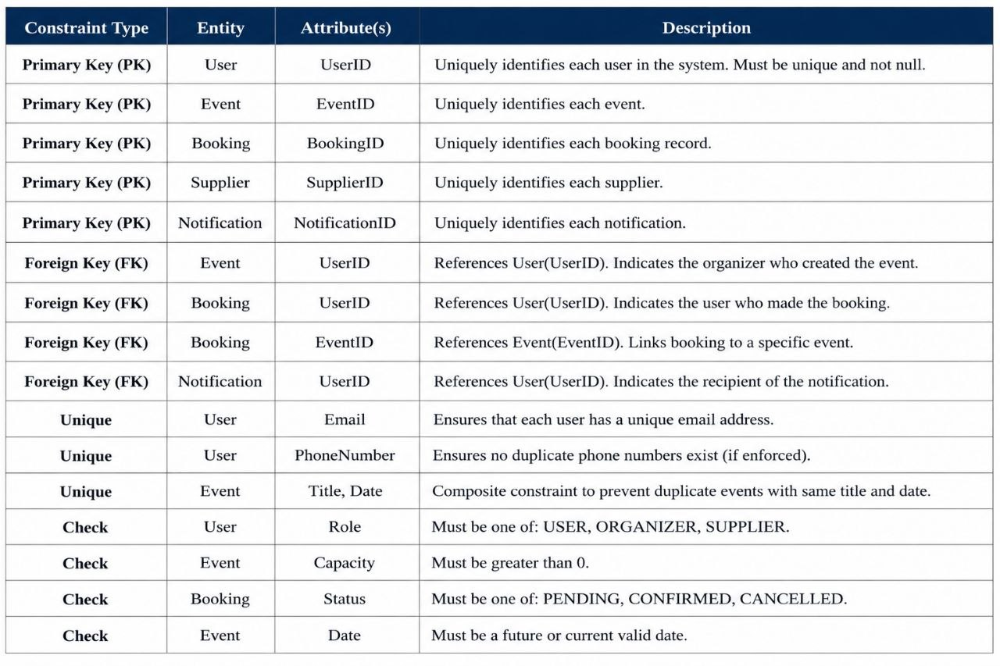 Constraint Type Entity Attribute(s) Description
Primary Key (PK) User UserID Uniquely identifies each user in the system. Must be unique and not null.
Primary Key (PK) Event EventID Uniquely identifies each event.
Primary Key (PK) Booking BookingID Uniquely identifies each booking record.
Primary Key (PK) Supplier SupplierID Uniquely identifies each supplier.
Primary Key (PK) Notification NotificationID Uniquely identifies each notification.
Foreign Key (FK) Event UserID References User(UserID). Indicates the organizer who created the event.
Foreign Key (FK) Booking UserID References User(UserID). Indicates the user who made the booking.
Foreign Key (FK) Booking EventID References Event(EventID). Links booking to a specific event.
Foreign Key (FK) Notification UserID References User(UserID). Indicates the recipient of the notification.
Unique User Email Ensures that each user has a unique email address.
Unique User PhoneNumber Ensures no duplicate phone numbers exist (if enforced).
Unique Event Title, Date Composite constraint to prevent duplicate events with same title and date.
Check User Role Must be one of: USER, ORGANIZER, SUPPLIER.
Check Event Capacity Must be greater than 0.
Check Booking Status Must be one of: PENDING, CONFIRMED, CANCELLED.
Check Event Date Must be a future or current valid date.